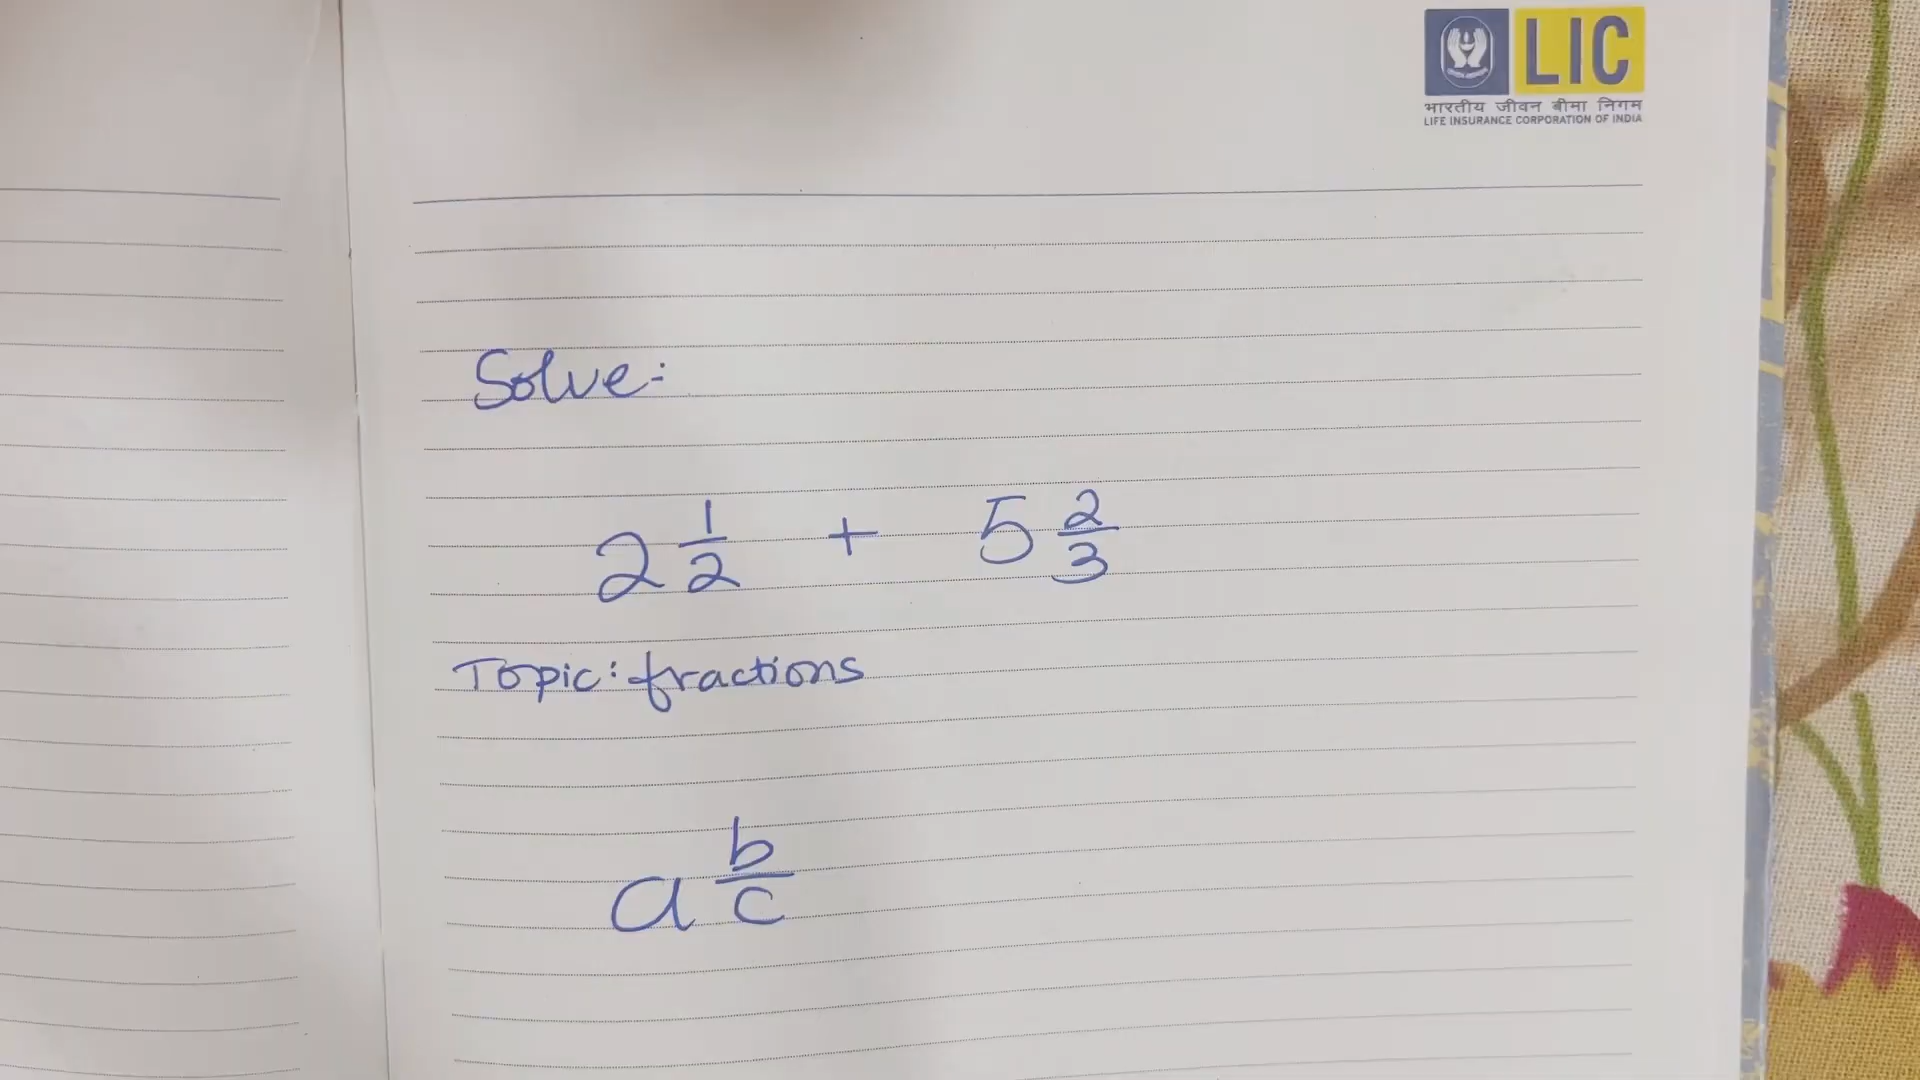 LIC
भारतीय जीवन बीमा निगम
LIFE INSURANCE CORPORATION OF INDIA
Solve:
2 1/2 + 5 2/3
Topic: fractions
a b/c